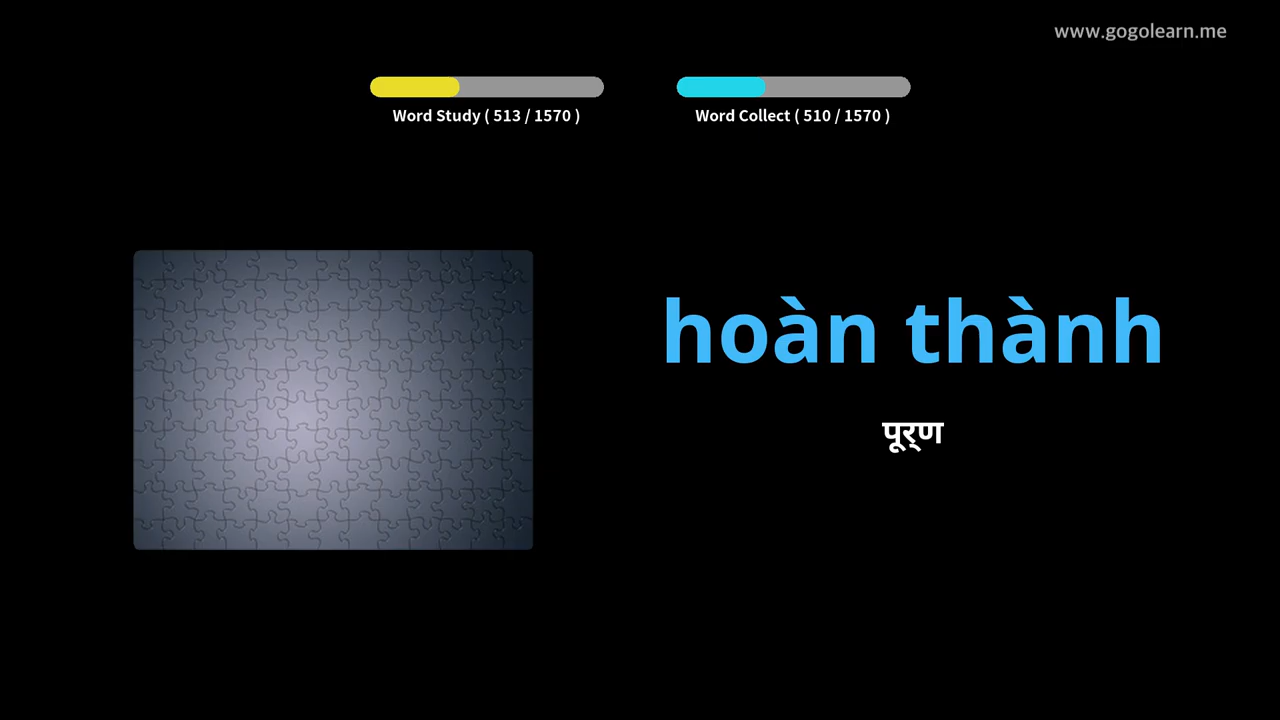 www.gogolearn.me
Word Study ( 513 / 1570 )
Word Collect ( 510 / 1570 )
hoàn thành
पूर्ण